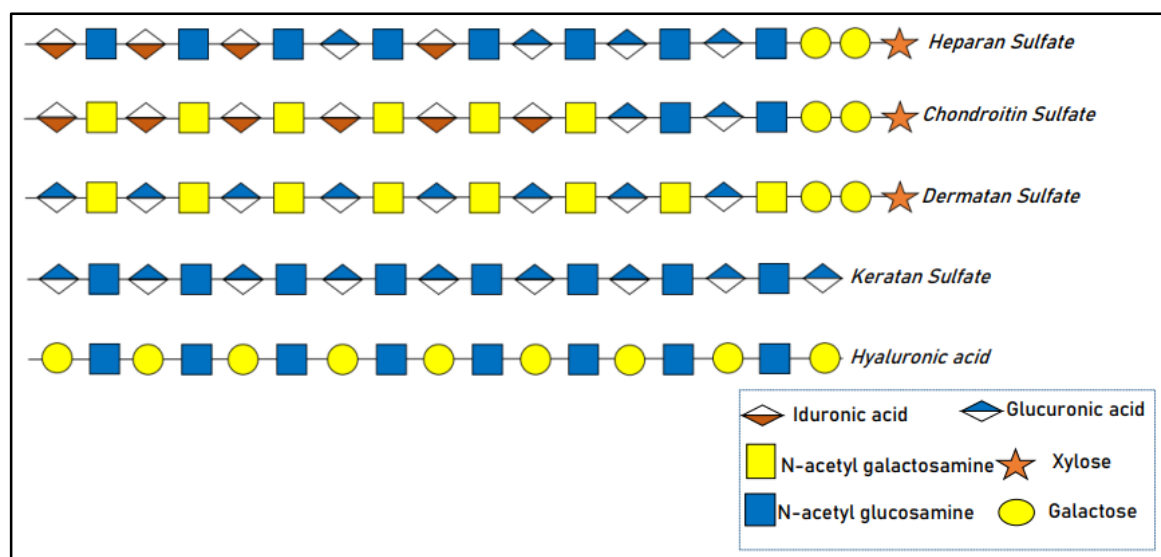 Heparan Sulfate
Chondroitin Sulfate
Dermatan Sulfate
Keratan Sulfate
Hyaluronic acid
Iduronic acid
Glucuronic acid
N-acetyl galactosamine
Xylose
N-acetyl glucosamine
Galactose